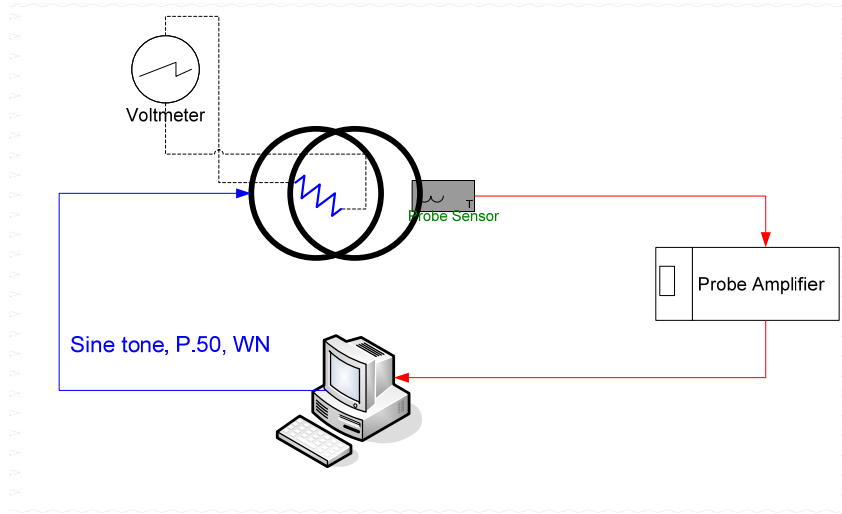 Voltmeter
T
Probe Sensor
Probe Amplifier
Sine tone, P.50, WN